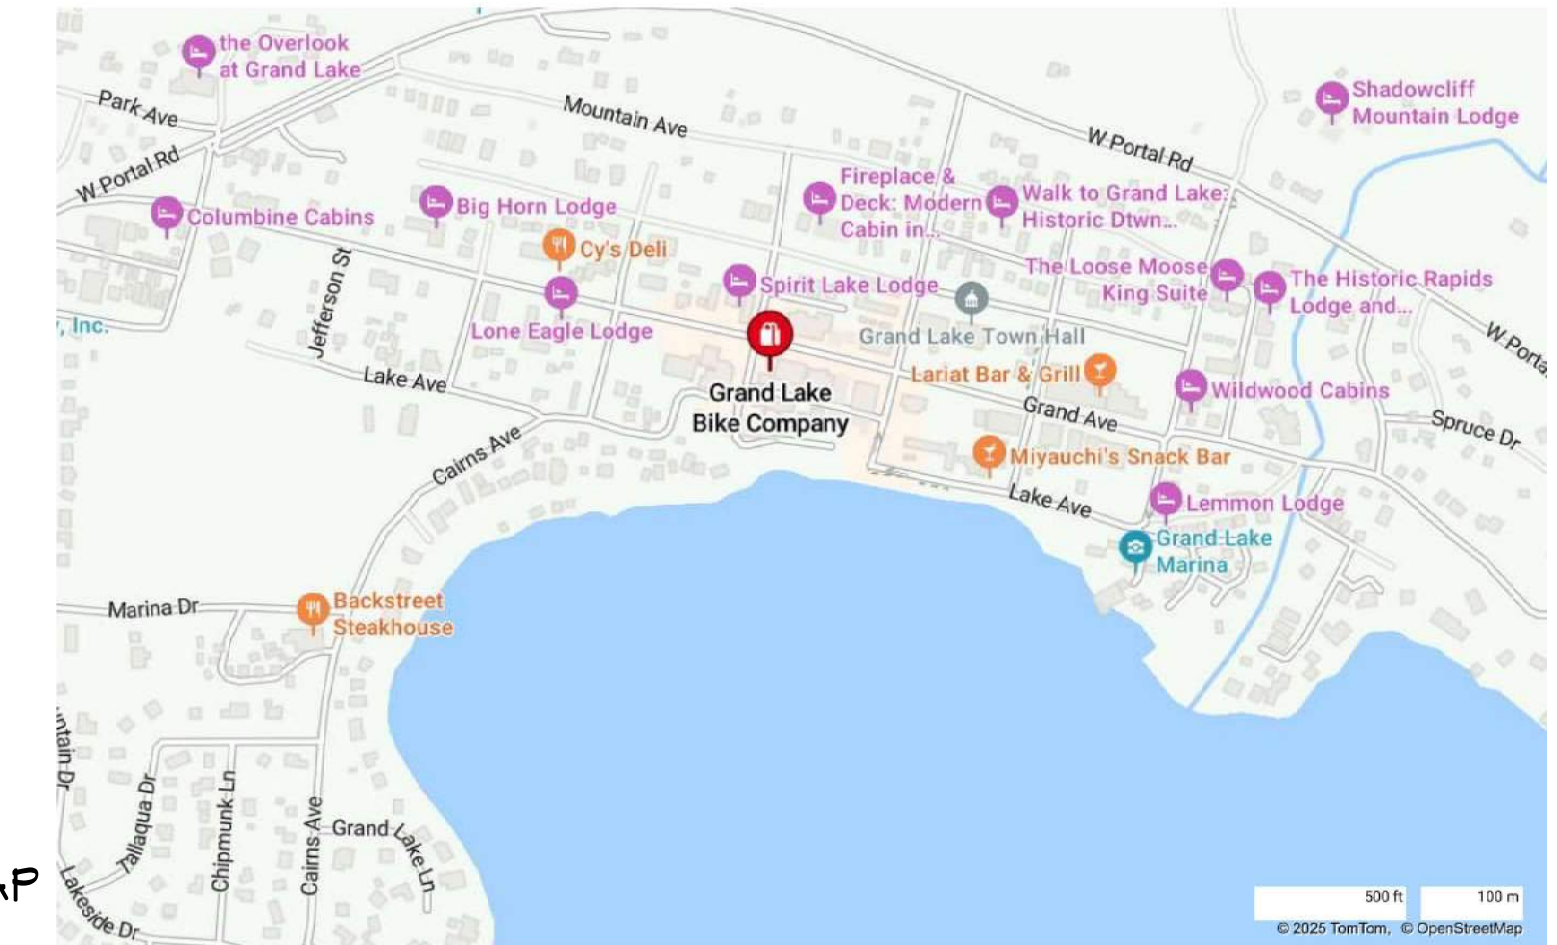 the Overlook
at Grand Lake
Park Ave
Mountain Ave
Shadowcliff
Mountain Lodge
W Portal Rd
W Portal Rd
Columbine Cabins
Big Horn Lodge
Fireplace &
Deck: Modern
Cabin in...
Walk to Grand Lake:
Historic Dtwn...
Cy's Deli
Jefferson St
Spirit Lake Lodge
The Loose Moose
King Suite
The Historic Rapids
Lodge and...
y, Inc.
Lone Eagle Lodge
Grand Lake Town Hall
W Porta
Lake Ave
Grand Lake
Bike Company
Lariat Bar & Grill
Wildwood Cabins
Grand Ave
Spruce Dr
Cairns Ave
Miyauchi's Snack Bar
Lake Ave
Lemmon Lodge
Grand Lake
Marina
Marina Dr
Backstreet
Steakhouse
untain Dr
Tallaqua Dr
Chipmunk Ln
Cairns Ave
Grand Lake Ln
AP
Lakeside Dr
500 ft
100 m
© 2025 TomTom, © OpenStreetMap